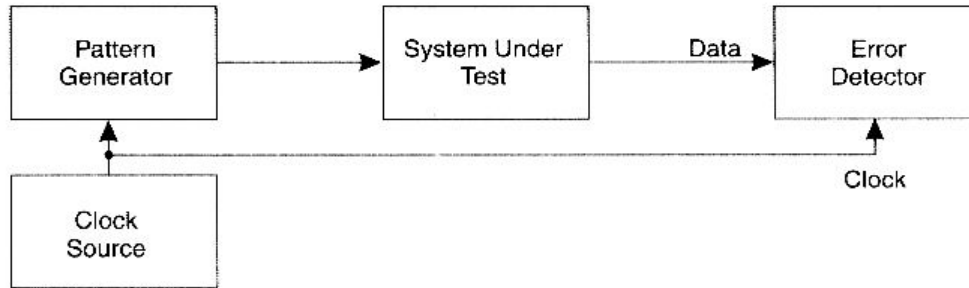 Pattern
Generator
System Under
Test
Data
Error
Detector
Clock
Clock
Source